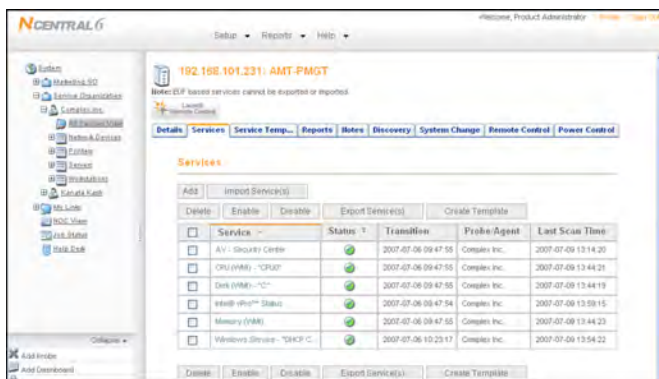 NCENTRAL 6
Welcome, Product Administrator
Setup Reports Help
System
Marketing SO
Service Organization
Complex Inc.
All Devices View
Nodes & Devices
Printers
Servers
Workstations
Kanata Kash
My Links
NOC View
Job Status
Help Desk
Collapse
Add Probe
Add Dashboard
192.168.101.231: AMT-PMGT
Note: EUF based services cannot be exported or imported.
Launch Remote Control
Details Services Service Temp... Reports Notes Discovery System Change Remote Control Power Control
Services
Add Import Service(s)
Delete Enable Disable Export Service(s) Create Template
Service Status Transition Probe/Agent Last Scan Time
AV - Security Center 2007-07-06 09:47:55 Complex Inc. 2007-07-09 13:14:20
CPU (WMI) - "CPU0" 2007-07-06 09:47:55 Complex Inc. 2007-07-09 13:44:21
Disk (WMI) - "C:" 2007-07-06 09:47:55 Complex Inc. 2007-07-09 13:44:19
Intel® vPro™ Status 2007-07-06 09:47:54 Complex Inc. 2007-07-09 13:59:15
Memory (WMI) 2007-07-06 09:47:55 Complex Inc. 2007-07-09 13:44:23
Windows Service - "DHCP C... 2007-07-06 10:23:17 Complex Inc. 2007-07-09 13:54:22
Delete Enable Disable Export Service(s) Create Template